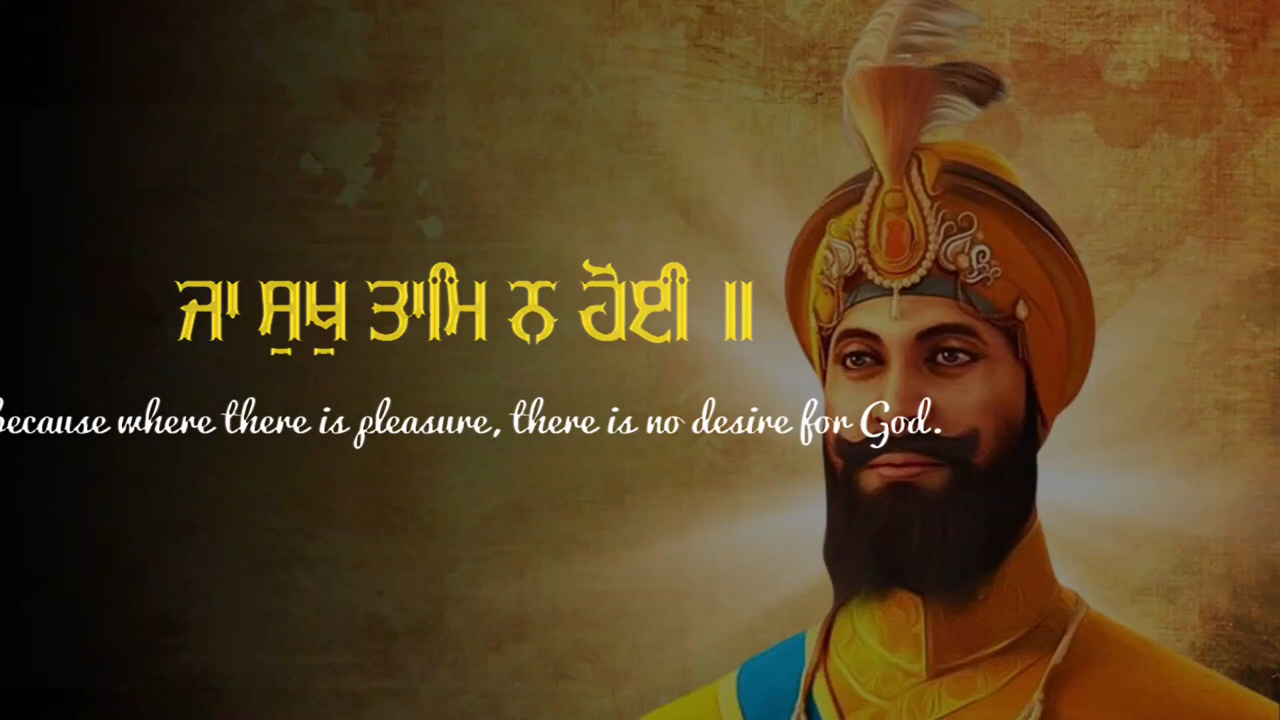 ਜਾ ਸੁਖੁ ਤਾਮਿ ਨ ਹੋਈ ॥
because where there is pleasure, there is no desire for God.